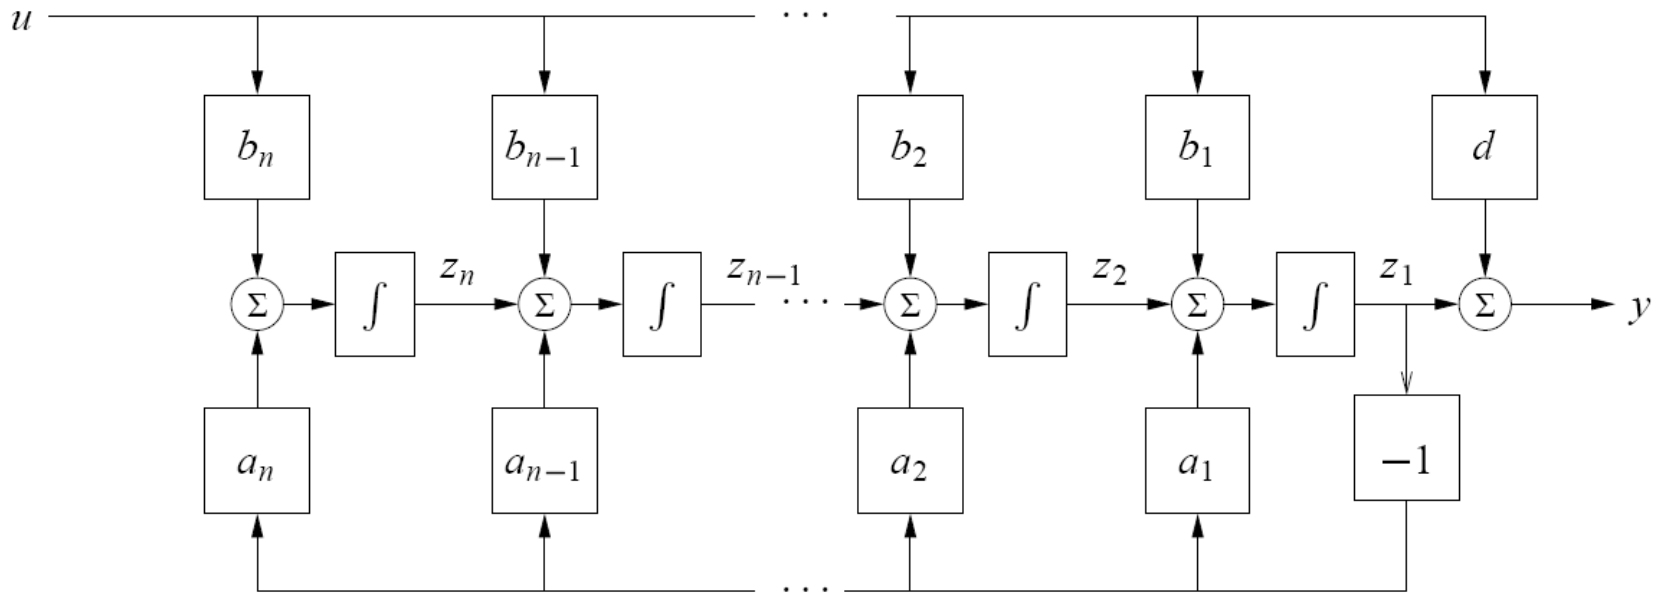 u ···
b_n b_{n−1} b_2 b_1 d
z_n z_{n−1} z_2 z_1
Σ ∫ Σ ∫ ··· Σ ∫ Σ ∫ Σ y
a_n a_{n−1} a_2 a_1 −1
···